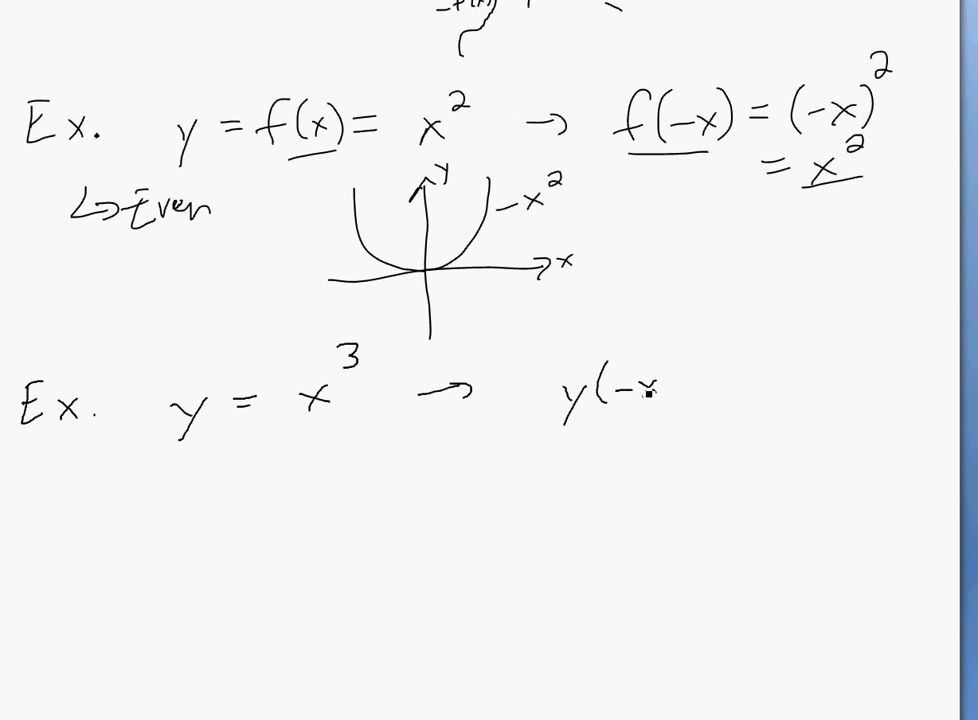 -f(x)
Ex. y = f(x) = x² → f(-x) = (-x)²
= x²
↳ Even
y
- x²
x
Ex. y = x³ → y(-x